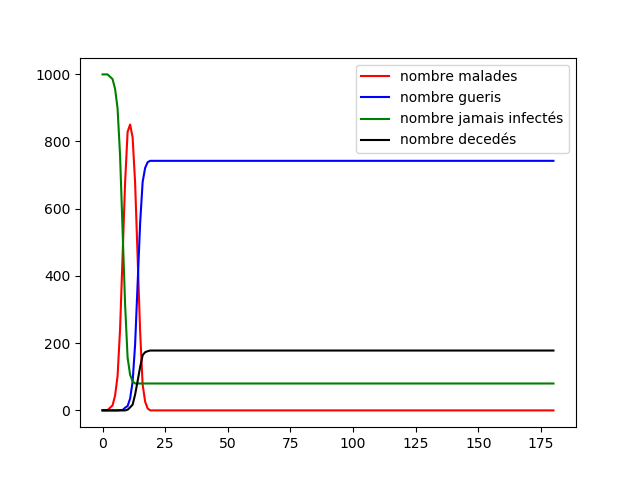 1000
800
600
400
200
0
nombre malades
nombre gueris
nombre jamais infectés
nombre decedés
0 25 50 75 100 125 150 175